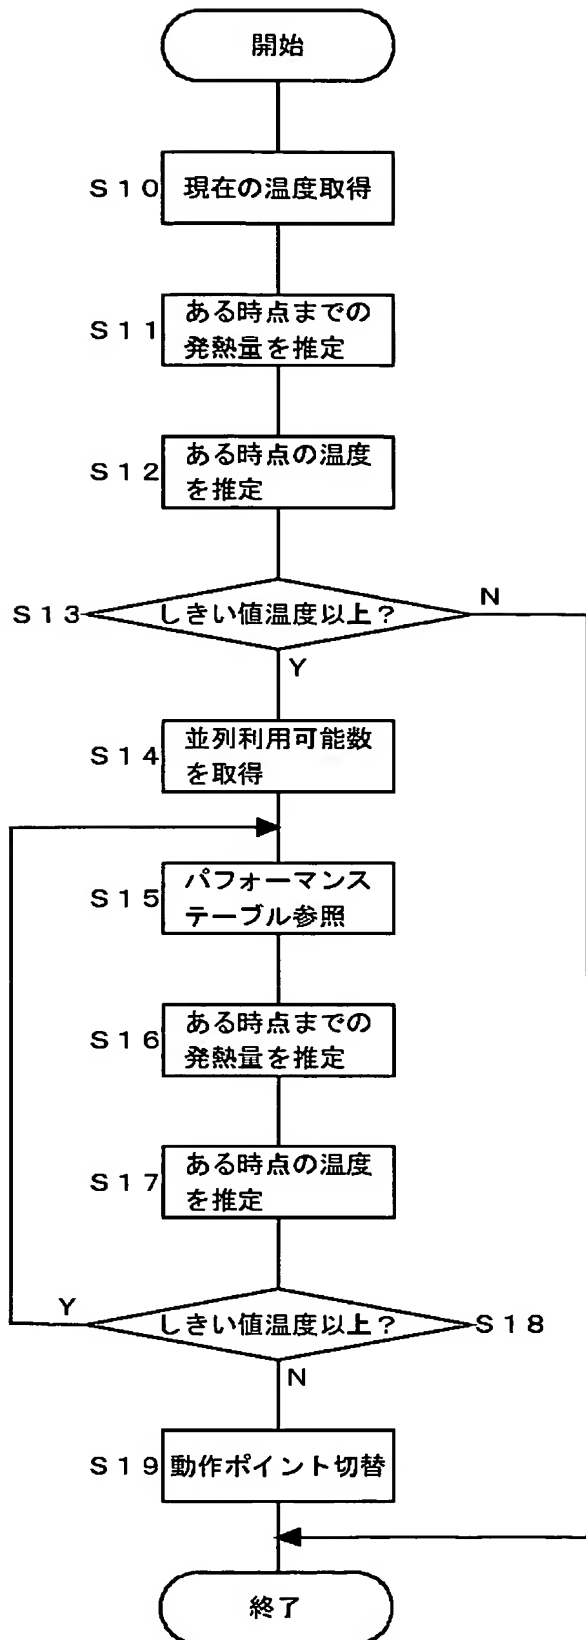 開始
S10
現在の温度取得
S11
ある時点までの
発熱量を推定
S12
ある時点の温度
を推定
S13
しきい値温度以上?
N
Y
S14
並列利用可能数
を取得
S15
パフォーマンス
テーブル参照
S16
ある時点までの
発熱量を推定
S17
ある時点の温度
を推定
Y
しきい値温度以上?
S18
N
S19
動作ポイント切替
終了